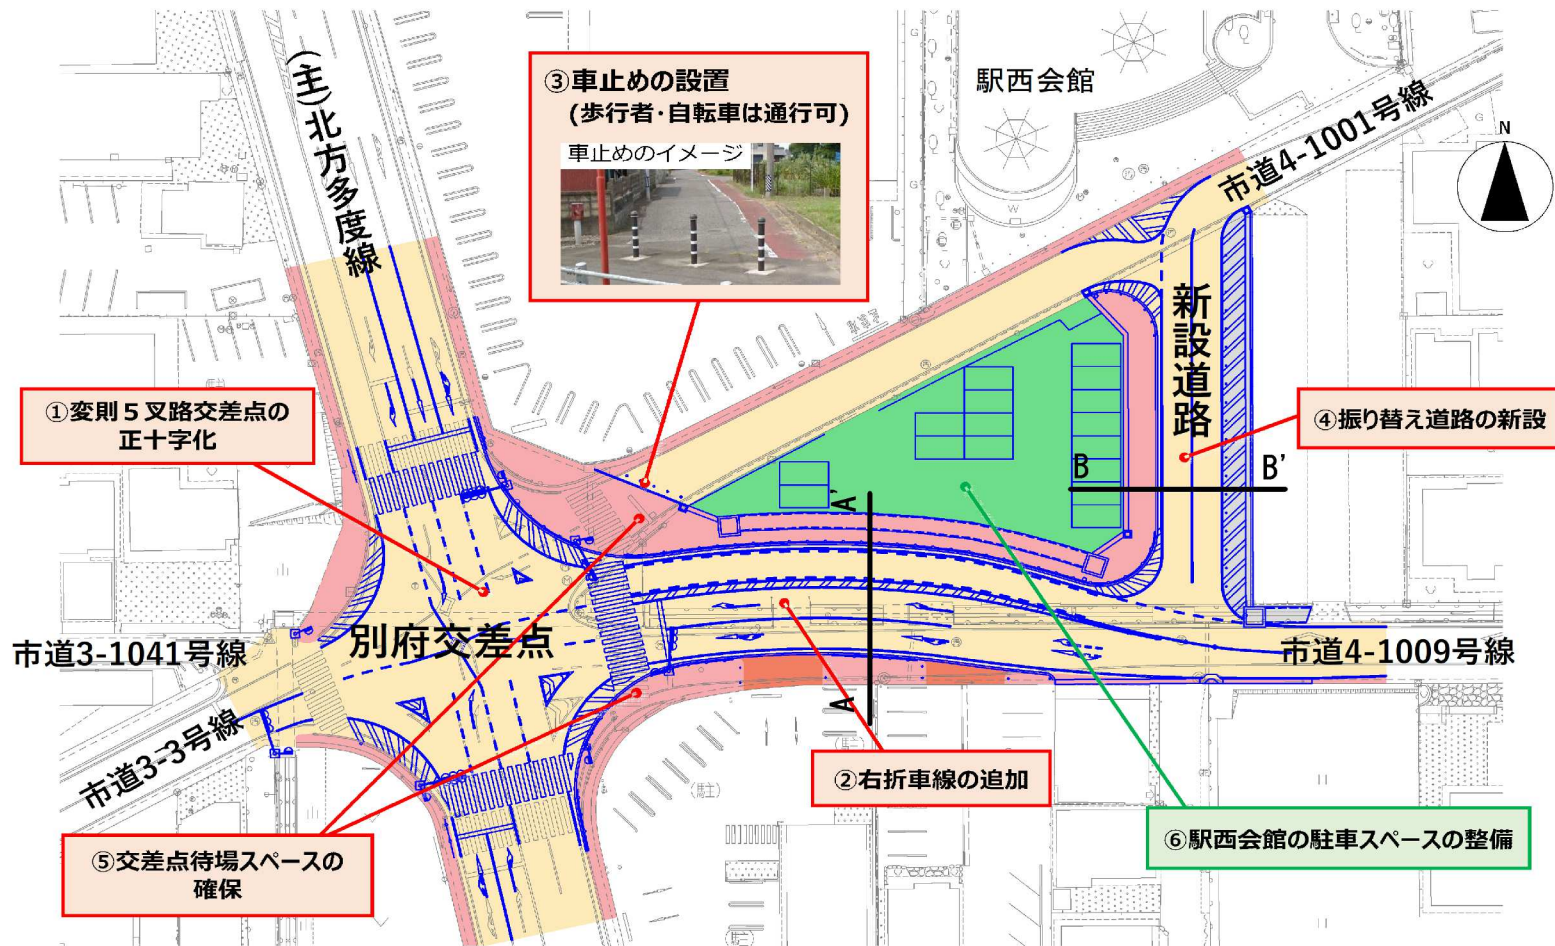 ③車止めの設置
(歩行者・自転車は通行可)
車止めのイメージ
駅西会館
市道4-1001号線
N
(主)北方多度線
新設道路
①変則５叉路交差点の
正十字化
④振り替え道路の新設
B
B'
A'
A
別府交差点
市道3-1041号線
市道4-1009号線
市道3-3号線
②右折車線の追加
⑥駅西会館の駐車スペースの整備
⑤交差点待場スペースの
確保